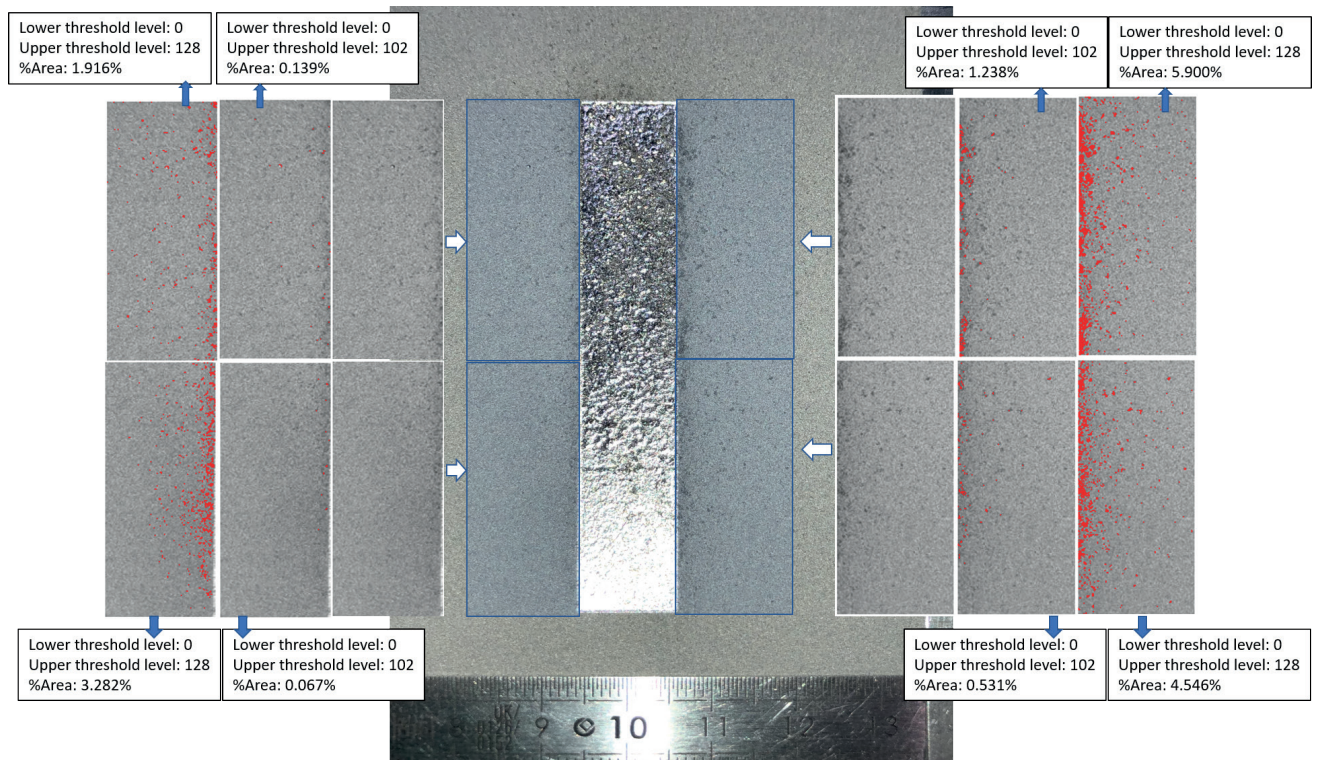 Lower threshold level: 0
Upper threshold level: 128
%Area: 1.916%
Lower threshold level: 0
Upper threshold level: 102
%Area: 0.139%
Lower threshold level: 0
Upper threshold level: 102
%Area: 1.238%
Lower threshold level: 0
Upper threshold level: 128
%Area: 5.900%
Lower threshold level: 0
Upper threshold level: 128
%Area: 3.282%
Lower threshold level: 0
Upper threshold level: 102
%Area: 0.067%
Lower threshold level: 0
Upper threshold level: 102
%Area: 0.531%
Lower threshold level: 0
Upper threshold level: 128
%Area: 4.546%
8 9 10 11 12 13